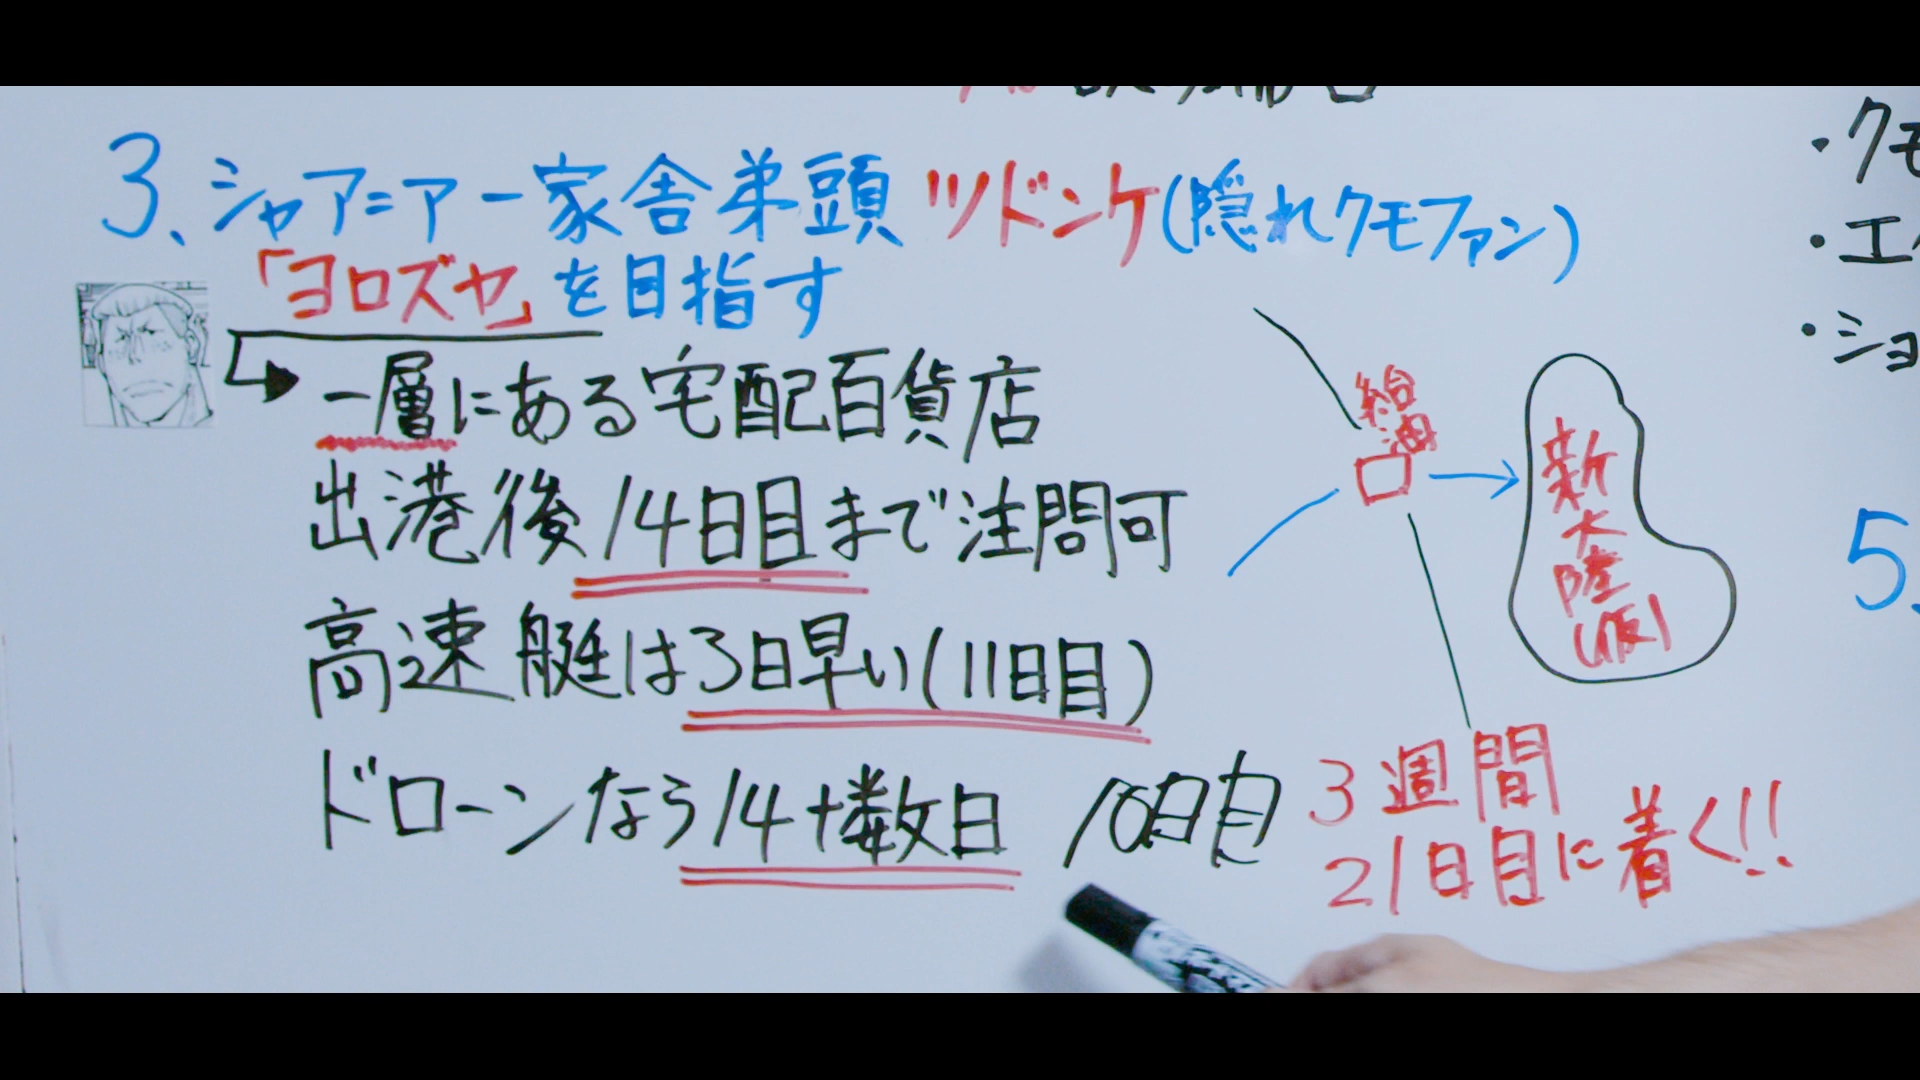 3、シャア=ア一家舎弟頭 ツドンケ(隠れクモファン)
「ヨロズヤ」を目指す
一層にある宅配百貨店
出港後14日目まで注問可
高速艇は3日早い(11日目)
ドローンなら14+数日 10日目
給油
新大陸(仮)
3週間
21日目に着く!!
・クモ
・エイ
・ショ
5、